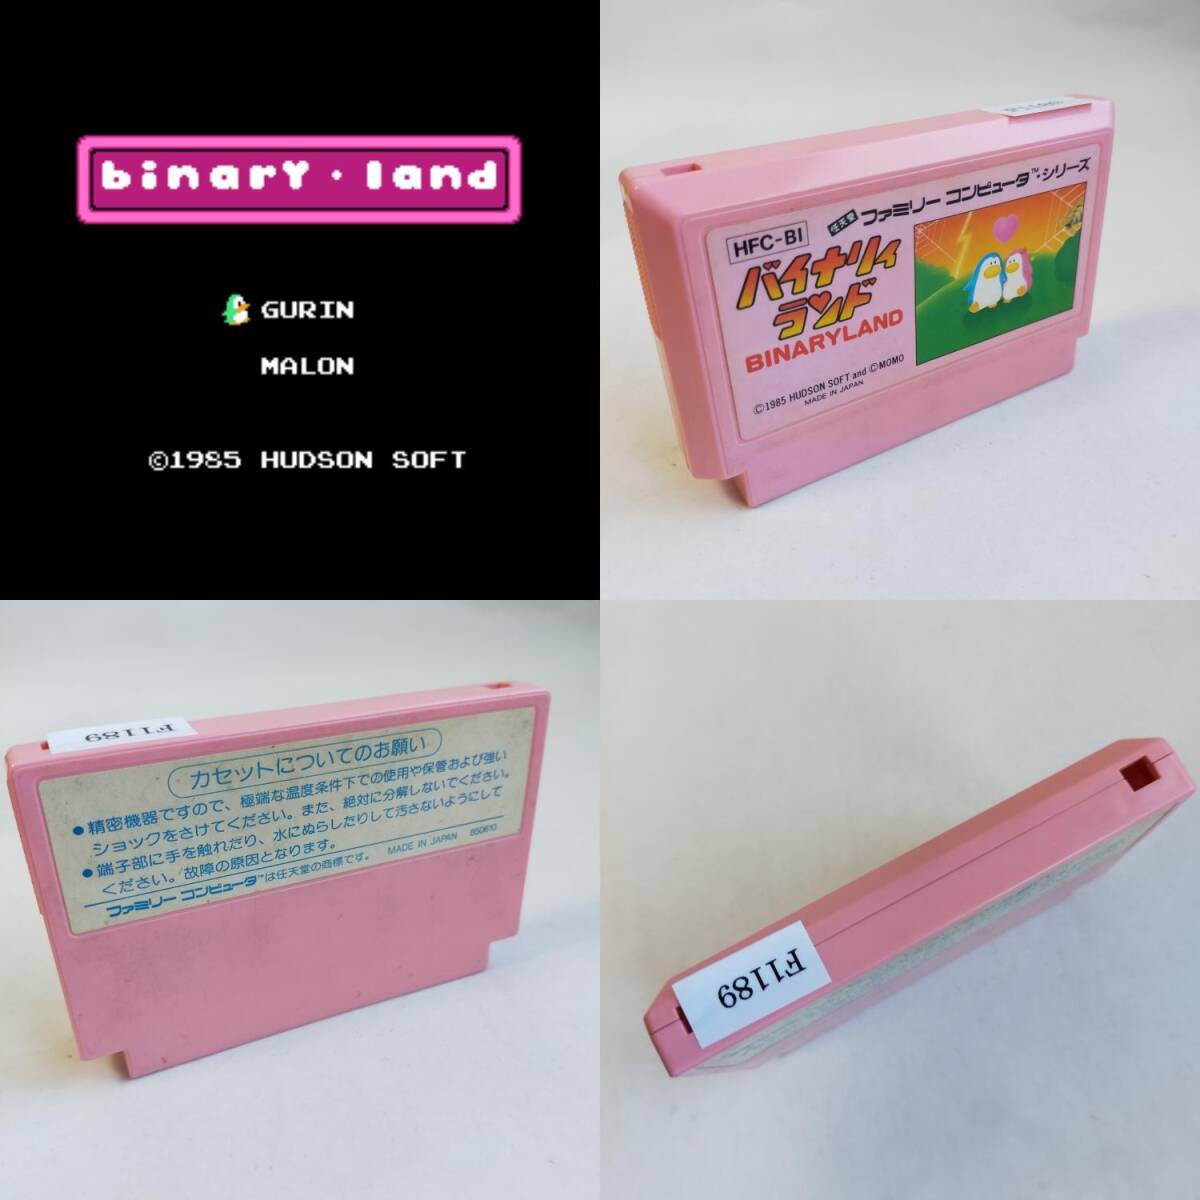 binary・land
GURIN
MALON
©1985 HUDSON SOFT
HFC-BI
任天堂 ファミリー コンピュータ™・シリーズ
バイナリィ
ランド
BINARYLAND
©1985 HUDSON SOFT and ©MOMO
MADE IN JAPAN
F1189
カセットについてのお願い
●精密機器ですので、極端な温度条件下での使用や保管および強い
ショックをさけてください。また、絶対に分解しないでください。
●端子部に手を触れたり、水にぬらしたりして汚さないようにして
ください。故障の原因となります。
MADE IN JAPAN 850610
ファミリー コンピュータ™は任天堂の商標です。
F1189